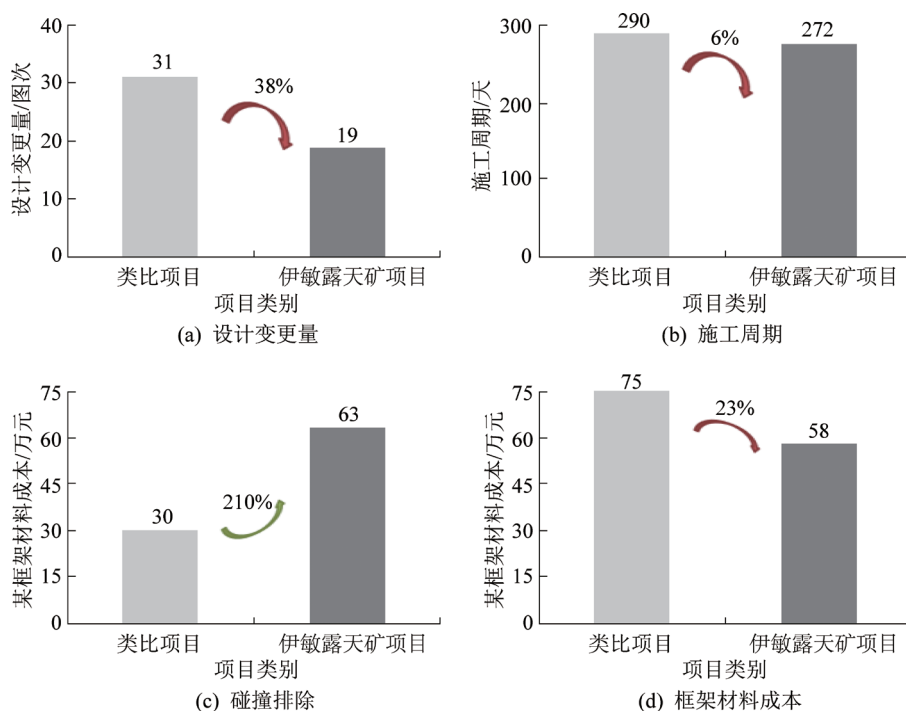 设计变更量/图次
40
30
20
10
0
31
38%
19
类比项目
伊敏露天矿项目
项目类别
(a) 设计变更量
施工周期/天
300
200
100
0
290
6%
272
类比项目
伊敏露天矿项目
项目类别
(b) 施工周期
某框架材料成本/万元
75
60
45
30
15
0
30
210%
63
类比项目
伊敏露天矿项目
项目类别
(c) 碰撞排除
某框架材料成本/万元
75
60
45
30
15
0
75
23%
58
类比项目
伊敏露天矿项目
项目类别
(d) 框架材料成本